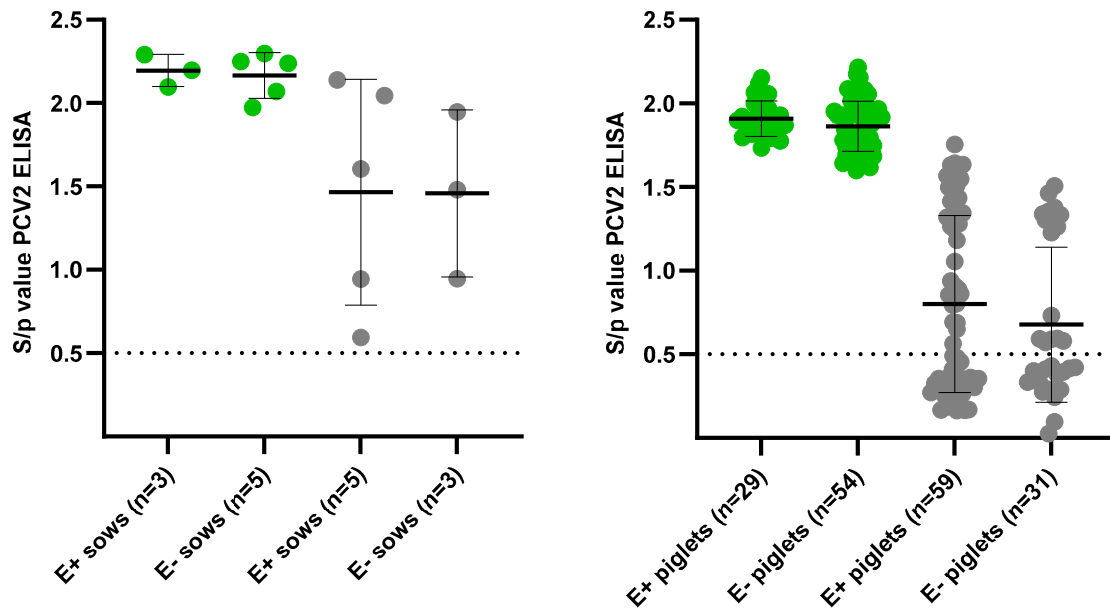 S/p value PCV2 ELISA
2.5
2.0
1.5
1.0
0.5
E+ sows (n=3)
E- sows (n=5)
E+ sows (n=5)
E- sows (n=3)
S/p value PCV2 ELISA
2.5
2.0
1.5
1.0
0.5
E+ piglets (n=29)
E- piglets (n=54)
E+ piglets (n=59)
E- piglets (n=31)